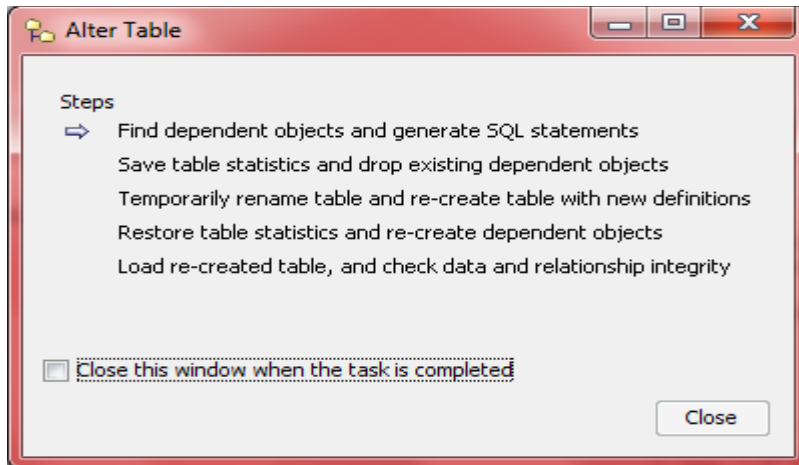 Alter Table
Steps
Find dependent objects and generate SQL statements
Save table statistics and drop existing dependent objects
Temporarily rename table and re-create table with new definitions
Restore table statistics and re-create dependent objects
Load re-created table, and check data and relationship integrity
Close this window when the task is completed
Close